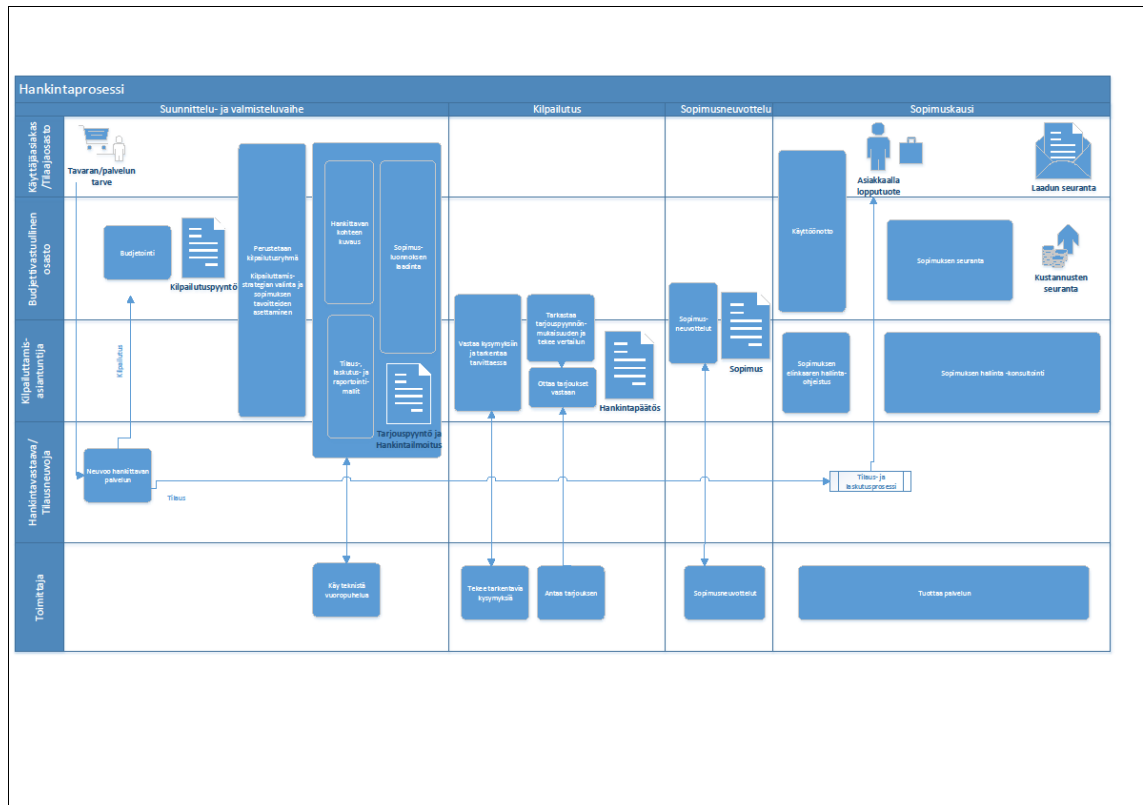 Hankintaprosessi
Suunnittelu- ja valmisteluvaihe
Kilpailutus
Sopimusneuvottelu
Sopimuskausi
Käyttäjäasiakas
/Tilaajaosasto
Tavaran/palvelun
tarve
Asiakkaalla
lopputuote
Laadun seuranta
Budjettivastuullinen
osasto
Budjetointi
Kilpailutuspyyntö
Perustetaan
kilpailutusryhmä
Kilpailuttamis-
strategian valinta ja
sopimuksen
tavoitteiden
asettaminen
Hankittavan
kohteen
kuvaus
Sopimus-
luonnoksen
laadinta
Käyttöönotto
Sopimuksen seuranta
Kustannusten
seuranta
Kilpailuttamis-
asiantuntija
Kilpailutus
Tilaus-,
laskutus- ja
raportointi-
mallit
Tarjouspyyntö ja
Hankintailmoitus
Vastaa kysymyksiin
ja tarkentaa
tarvittaessa
Tarkastaa
tarjouspyynnön-
mukaisuuden ja
tekee vertailun
Ottaa tarjoukset
vastaan
Hankintapäätös
Sopimus-
neuvottelut
Sopimus
Sopimuksen
elinkaaren hallinta-
ohjeistus
Sopimuksen hallinta -konsultointi
Hankintavastaava/
Tilausneuvoja
Neuvoo hankittavan
palvelun
Tilaus
Tilaus- ja
laskutusprosessi
Toimittaja
Käy teknistä
vuoropuhelua
Tekee tarkentavia
kysymyksiä
Antaa tarjouksen
Sopimusneuvottelut
Tuottaa palvelun